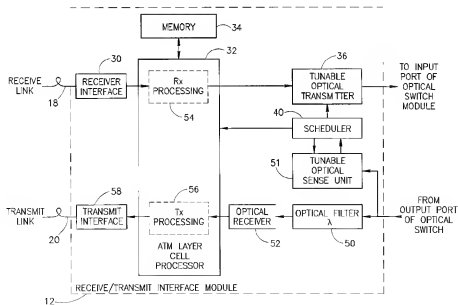 MEMORY
34
30
32
36
RECEIVE
LINK
18
RECEIVER
INTERFACE
Rx
PROCESSING
54
TUNABLE
OPTICAL
TRANSMTTER
TO INPUT
PORT OF
OPTICAL
SWITCH
MODULE
40
SCHEDULER
51
TUNABLE
OPTICAL
SENSE UNIT
58
56
TRANSMIT
LINK
20
TRANSMIT
INTERFACE
Tx
PROCESSING
OPTICAL
RECEIVER
52
OPTICAL FILTER
λ
50
FROM
OUTPUT PORT
OF OPTICAL
SWITCH
ATM LAYER
CELL
PROCESSOR
12
RECEIVE/TRANSMIT INTERFACE MODULE